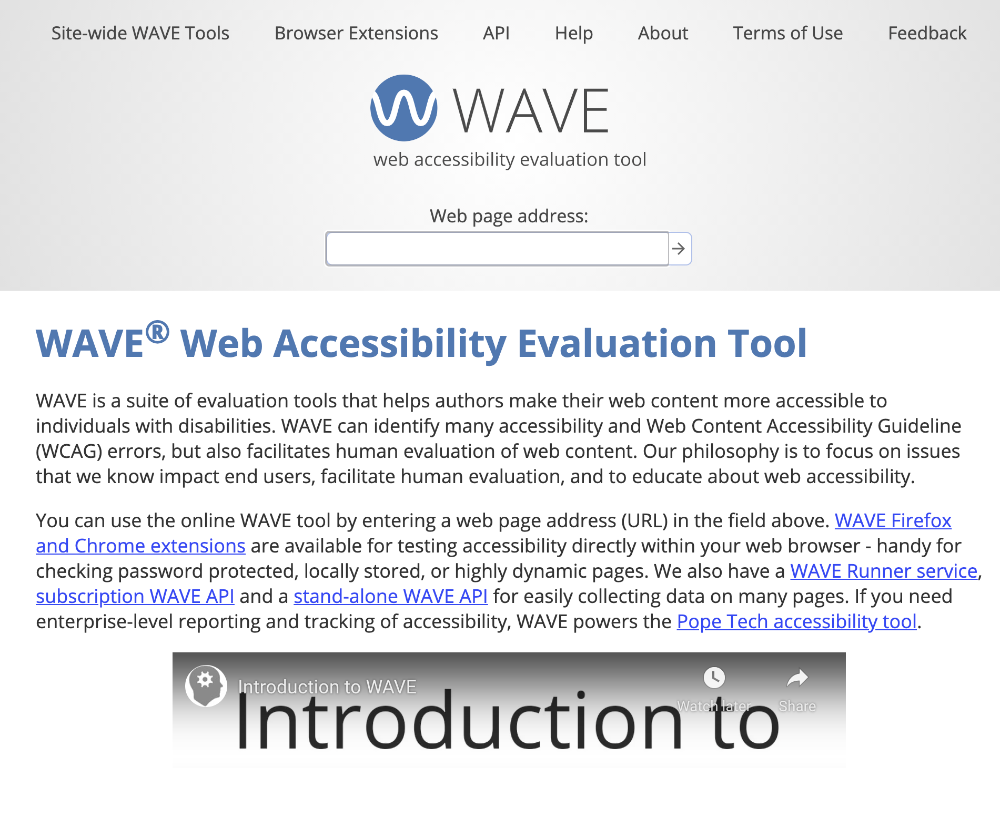 Site-wide WAVE Tools Browser Extensions API Help About Terms of Use Feedback
WAVE
web accessibility evaluation tool
Web page address:
WAVE® Web Accessibility Evaluation Tool
WAVE is a suite of evaluation tools that helps authors make their web content more accessible to
individuals with disabilities. WAVE can identify many accessibility and Web Content Accessibility Guideline
(WCAG) errors, but also facilitates human evaluation of web content. Our philosophy is to focus on issues
that we know impact end users, facilitate human evaluation, and to educate about web accessibility.
You can use the online WAVE tool by entering a web page address (URL) in the field above. WAVE Firefox
and Chrome extensions are available for testing accessibility directly within your web browser - handy for
checking password protected, locally stored, or highly dynamic pages. We also have a WAVE Runner service,
subscription WAVE API and a stand-alone WAVE API for easily collecting data on many pages. If you need
enterprise-level reporting and tracking of accessibility, WAVE powers the Pope Tech accessibility tool.
Introduction to WAVE
Watch later Share
Introduction to